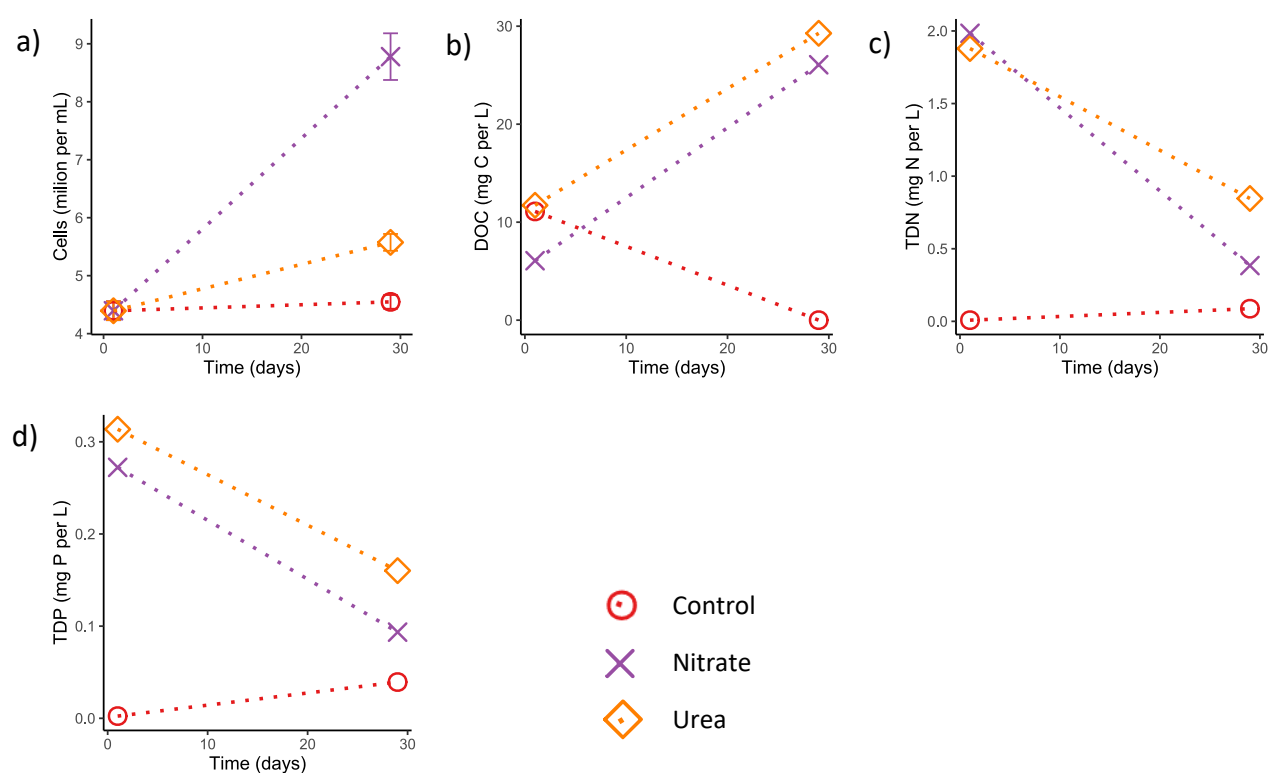 a)
Cells (milion per mL)
9
8
7
6
5
4
0 10 20 30
Time (days)
b)
DOC (mg C per L)
30
20
10
0
0 10 20 30
Time (days)
c)
TDN (mg N per L)
2.0
1.5
1.0
0.5
0.0
0 10 20 30
Time (days)
d)
TDP (mg P per L)
0.3
0.2
0.1
0.0
0 10 20 30
Time (days)
Control
Nitrate
Urea